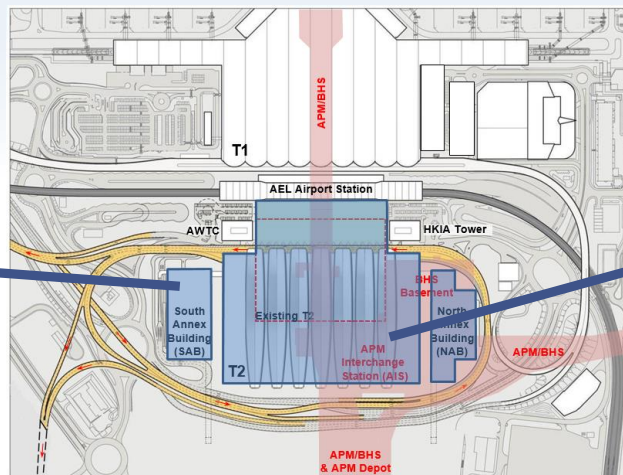 APM/BHS
T1
AEL Airport Station
AWTC
HKIA Tower
BHS
Basement
South
Annex
Building
(SAB)
Existing T2
North
Annex
Building
(NAB)
T2
APM
Interchange
Station (AIS)
APM/BHS
APM/BHS
& APM Depot